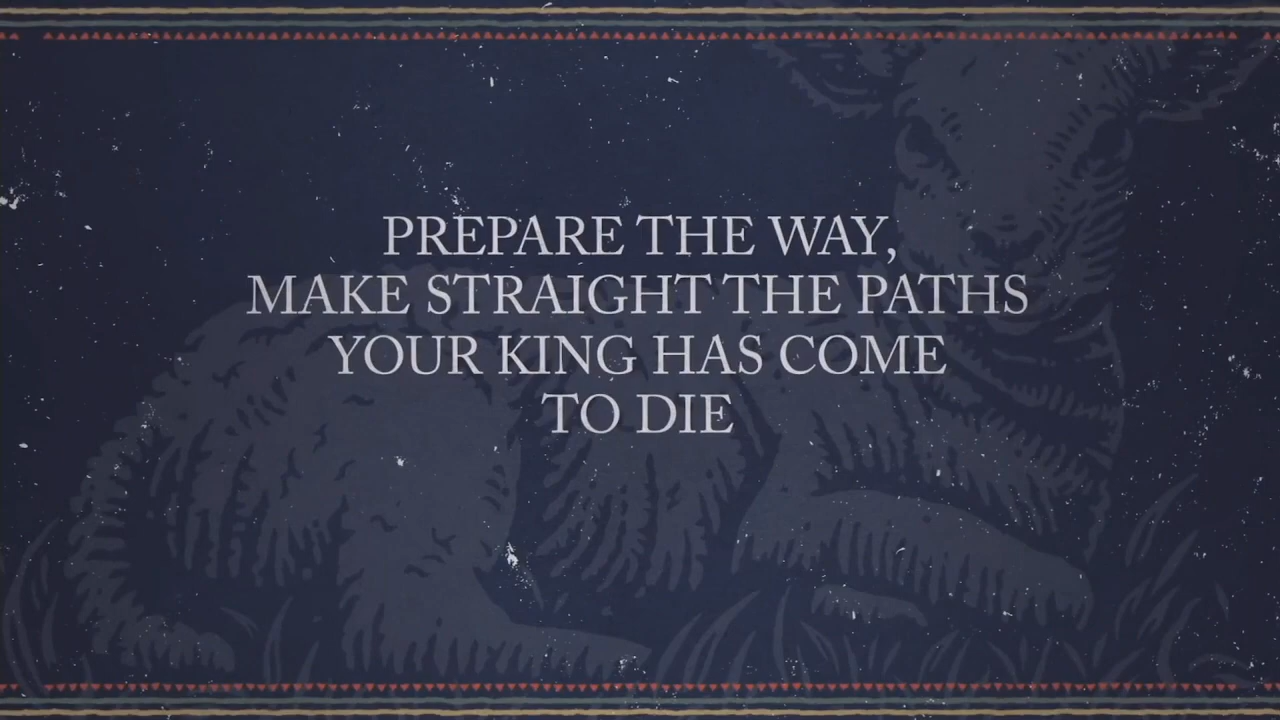 PREPARE THE WAY,
MAKE STRAIGHT THE PATHS
YOUR KING HAS COME
TO DIE